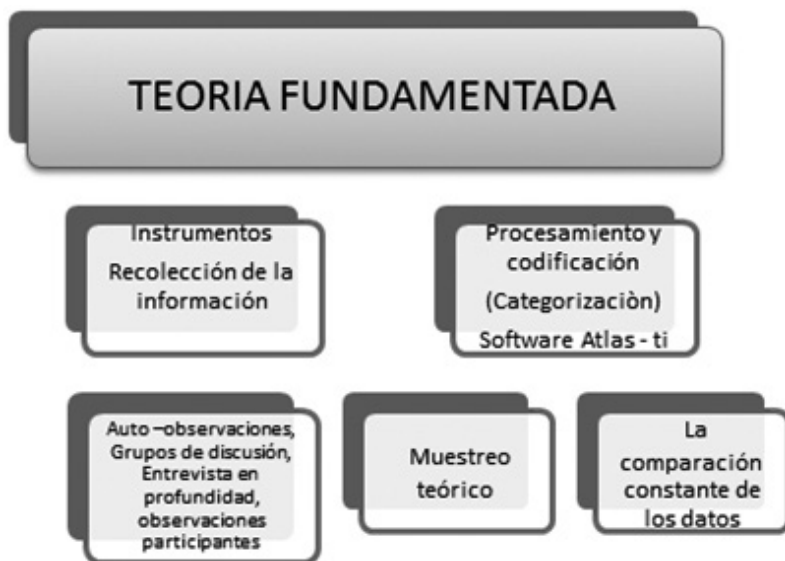 TEORIA FUNDAMENTADA
Instrumentos
Recolección de la
información
Procesamiento y
codificación
(Categorizaciòn)
Software Atlas - ti
Auto –observaciones,
Grupos de discusión,
Entrevista en
profundidad,
observaciones
participantes
Muestreo
teórico
La
comparación
constante de
los datos